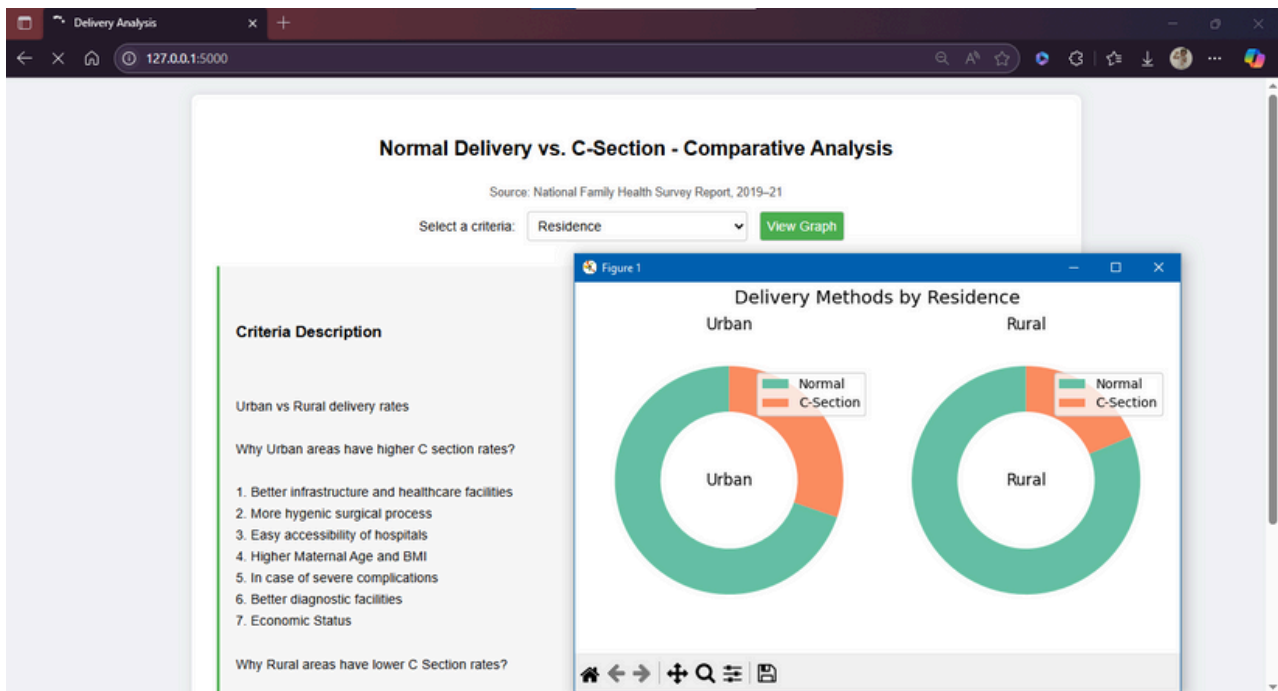 Delivery Analysis
127.0.0.1:5000
Normal Delivery vs. C-Section - Comparative Analysis
Source: National Family Health Survey Report, 2019–21
Select a criteria: Residence View Graph
Criteria Description
Urban vs Rural delivery rates
Why Urban areas have higher C section rates?
1. Better infrastructure and healthcare facilities
2. More hygenic surgical process
3. Easy accessibility of hospitals
4. Higher Maternal Age and BMI
5. In case of severe complications
6. Better diagnostic facilities
7. Economic Status
Why Rural areas have lower C Section rates?
Figure 1
Delivery Methods by Residence
Urban
Normal
C-Section
Urban
Rural
Normal
C-Section
Rural